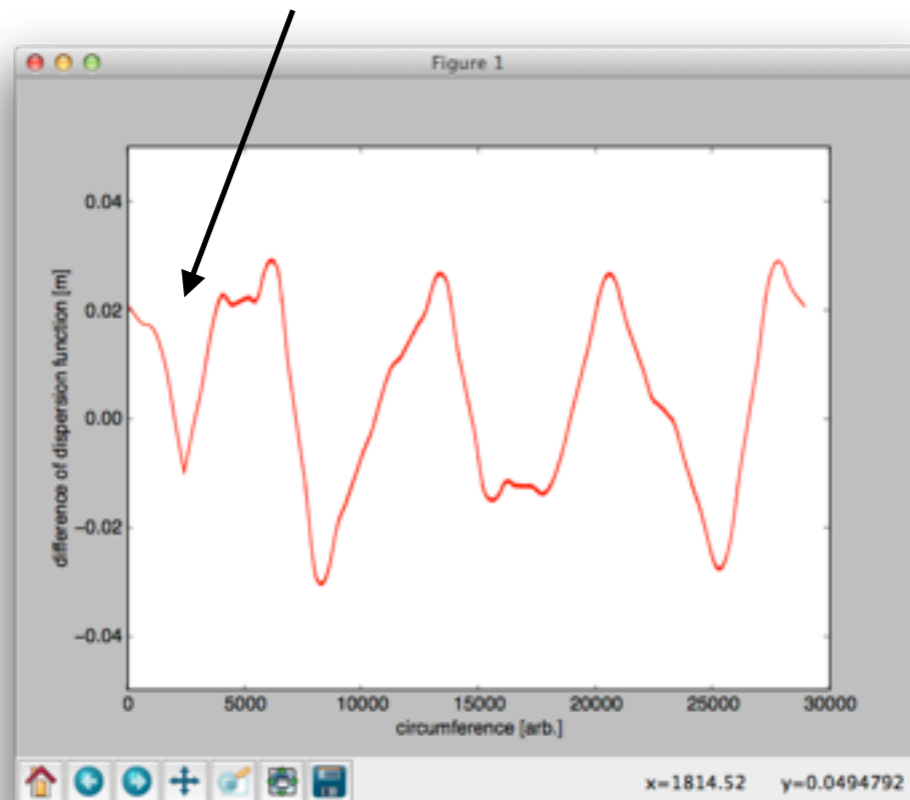 Figure 1
0.04
0.02
0.00
−0.02
−0.04
difference of dispersion function [m]
0 5000 10000 15000 20000 25000 30000
circumference [arb.]
x=1814.52 y=0.0494792